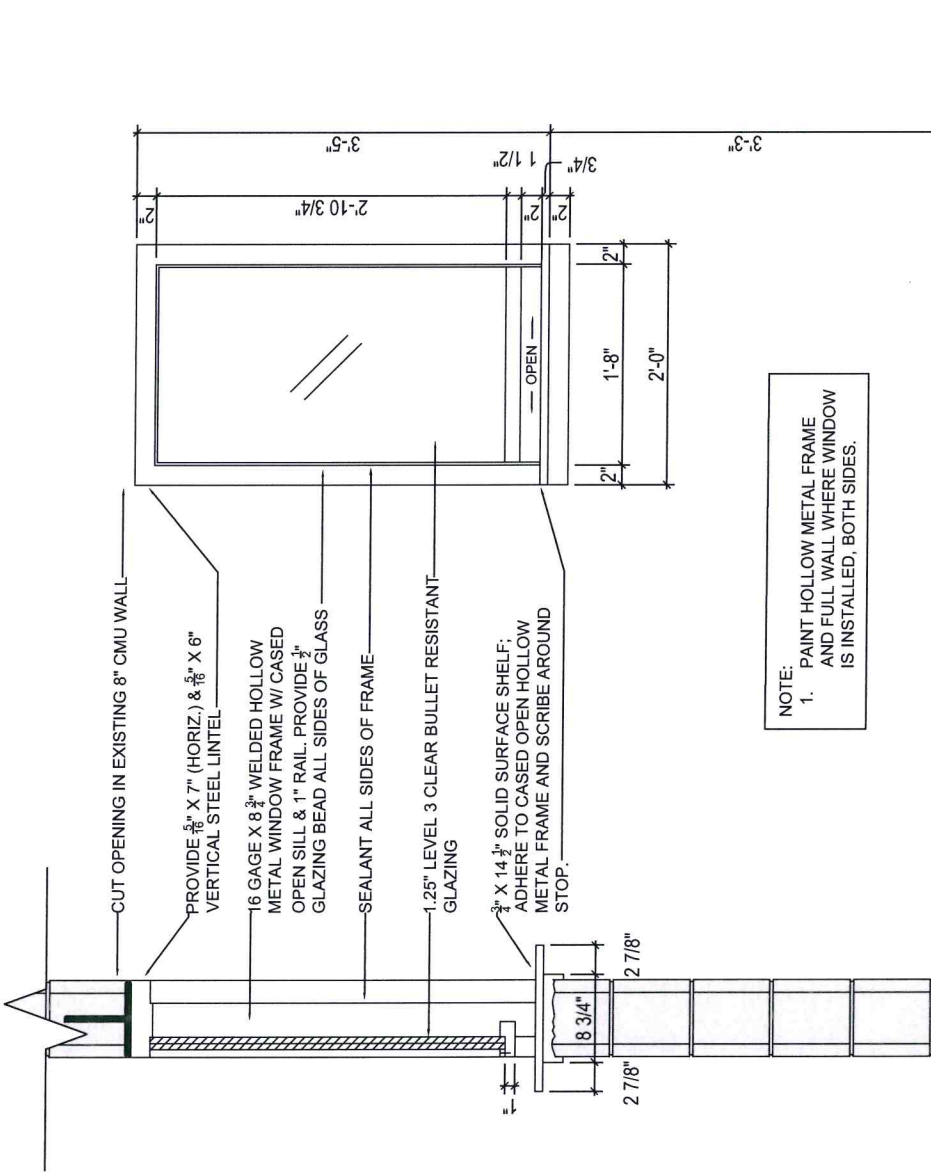 CUT OPENING IN EXISTING 8" CMU WALL
PROVIDE 5/16" X 7" (HORIZ.) & 5/16" X 6"
VERTICAL STEEL LINTEL
16 GAGE X 8 3/4" WELDED HOLLOW
METAL WINDOW FRAME W/ CASED
OPEN SILL & 1" RAIL. PROVIDE 1/2"
GLAZING BEAD ALL SIDES OF GLASS
SEALANT ALL SIDES OF FRAME
1.25" LEVEL 3 CLEAR BULLET RESISTANT
GLAZING
3/4" X 14 1/2" SOLID SURFACE SHELF;
ADHERE TO CASED OPEN HOLLOW
METAL FRAME AND SCRIBE AROUND
STOP.
1"
2 7/8"
8 3/4"
2 7/8"
OPEN
2"
1'-8"
2"
2'-0"
2"
2'-10 3/4"
1 1/2"
2"
3/4"
2"
3'-5"
3'-3"
NOTE:
1. PAINT HOLLOW METAL FRAME
AND FULL WALL WHERE WINDOW
IS INSTALLED, BOTH SIDES.